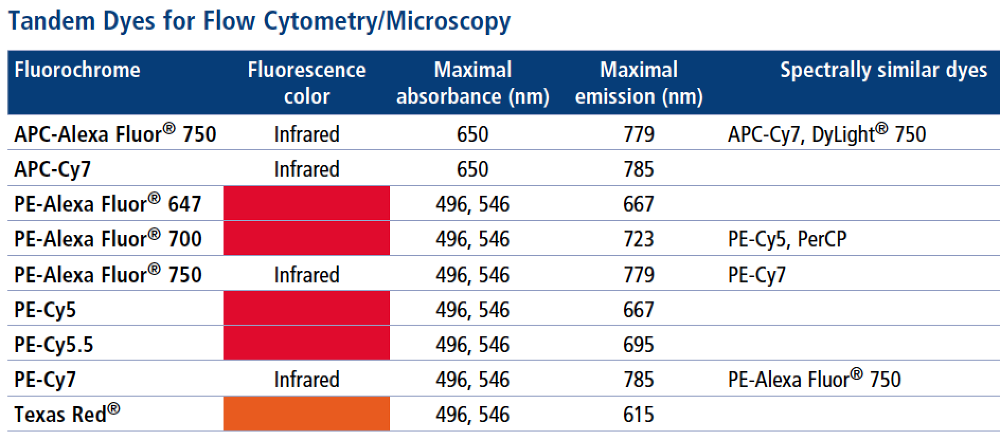 Tandem Dyes for Flow Cytometry/Microscopy
Fluorochrome Fluorescence color Maximal absorbance (nm) Maximal emission (nm) Spectrally similar dyes
APC-Alexa Fluor® 750 Infrared 650 779 APC-Cy7, DyLight® 750
APC-Cy7 Infrared 650 785
PE-Alexa Fluor® 647 496, 546 667
PE-Alexa Fluor® 700 496, 546 723 PE-Cy5, PerCP
PE-Alexa Fluor® 750 Infrared 496, 546 779 PE-Cy7
PE-Cy5 496, 546 667
PE-Cy5.5 496, 546 695
PE-Cy7 Infrared 496, 546 785 PE-Alexa Fluor® 750
Texas Red® 496, 546 615